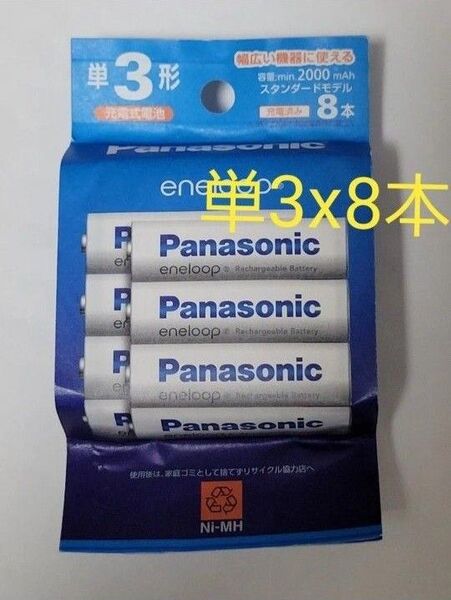 単3形
充電式電池
幅広い機器に使える
容量:min.2000 mAh
スタンダードモデル
充電済み 8本
Panasonic
eneloop
単3x8本
Panasonic
eneloop® Rechargeable Battery
Panasonic
eneloop® Rechargeable Battery
Panasonic
eneloop® Rechargeable Battery
Panasonic
使用後は、家庭ゴミとして捨てずリサイクル協力店へ
Ni-MH